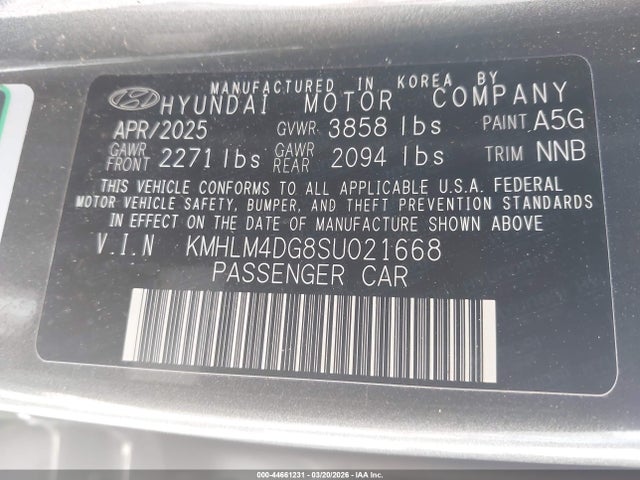 MANUFACTURED IN KOREA BY
HYUNDAI MOTOR COMPANY
APR/2025 GVWR 3858 lbs PAINT A5G
GAWR FRONT 2271 lbs GAWR REAR 2094 lbs TRIM NNB
THIS VEHICLE CONFORMS TO ALL APPLICABLE U.S.A. FEDERAL
MOTOR VEHICLE SAFETY, BUMPER, AND THEFT PREVENTION STANDARDS
IN EFFECT ON THE DATE OF MANUFACTURE SHOWN ABOVE
V.I.N KMHLM4DG8SU021668
PASSENGER CAR
000-44661231 - 03/20/2026 - IAA Inc.